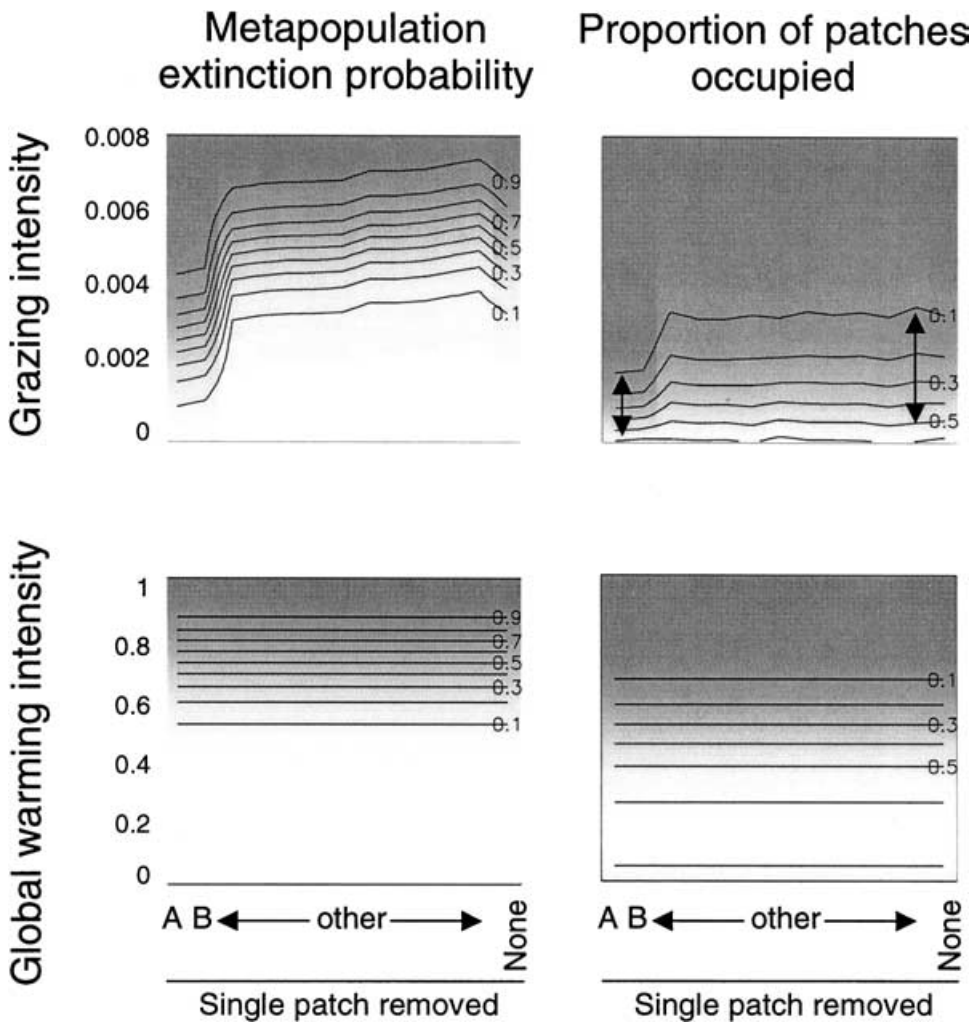 Metapopulation
extinction probability
Proportion of patches
occupied
Grazing intensity
0.008
0.006
0.004
0.002
0
0.9
0.7
0.5
0.3
0.1
0.1
0.3
0.5
Global warming intensity
1
0.8
0.6
0.4
0.2
0
0.9
0.7
0.5
0.3
0.1
0.1
0.3
0.5
A B other None
Single patch removed
A B other None
Single patch removed